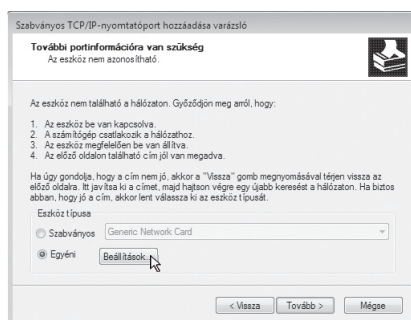 Szabványos TCP/IP-nyomtatóport hozzáadása varázsló
További portinformációra van szükség
Az eszköz nem azonosítható.
Az eszköz nem található a hálózaton. Győződjön meg arról, hogy:
1. Az eszköz be van kapcsolva.
2. A számítógép csatlakozik a hálózathoz.
3. Az eszköz megfelelően be van állítva.
4. Az előző oldalon található cím jól van megadva.
Ha úgy gondolja, hogy a cím nem jó, akkor a "Vissza" gomb megnyomásával térjen vissza az
előző oldalra. Itt javítsa ki a címet, majd hajtson végre egy újabb keresést a hálózaton. Ha biztos
abban, hogy jó a cím, akkor lent válassza ki az eszköz típusát.
Eszköz típusa
Szabványos Generic Network Card
Egyéni Beállítások...
< Vissza Tovább > Mégse